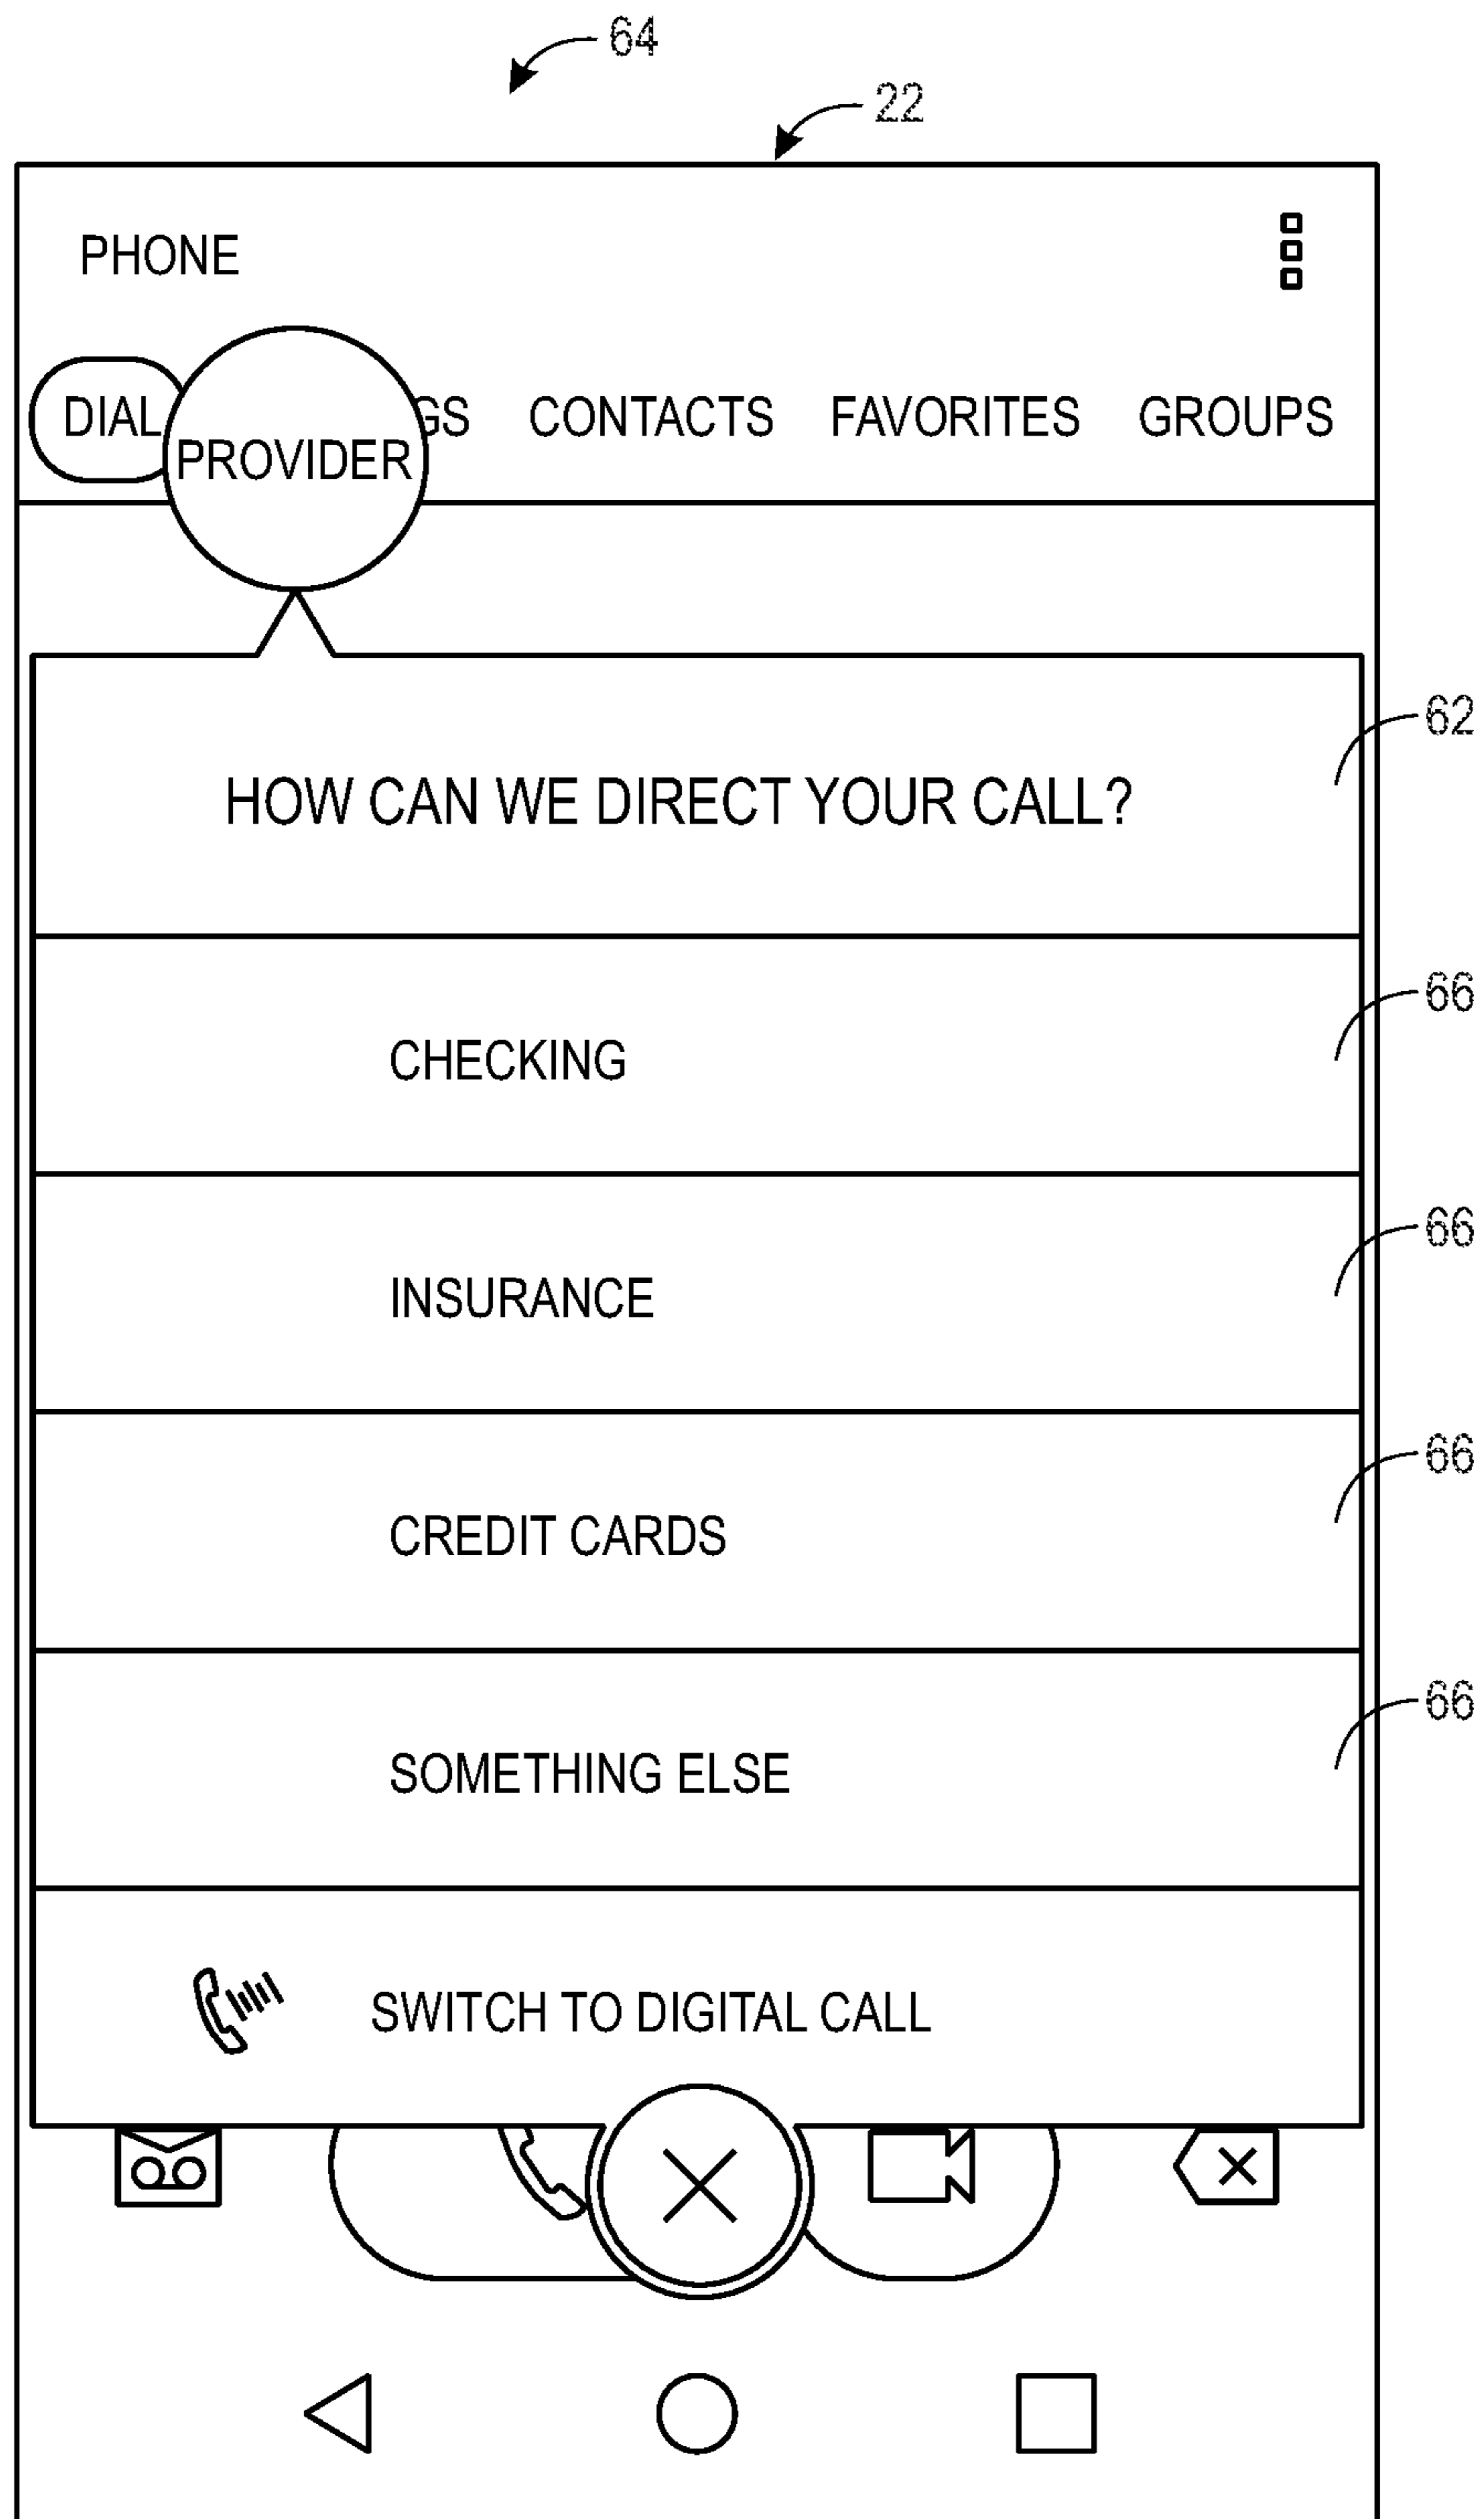 64
22
PHONE
DIAL GS CONTACTS FAVORITES GROUPS
PROVIDER
62
HOW CAN WE DIRECT YOUR CALL?
66
CHECKING
66
INSURANCE
66
CREDIT CARDS
66
SOMETHING ELSE
SWITCH TO DIGITAL CALL